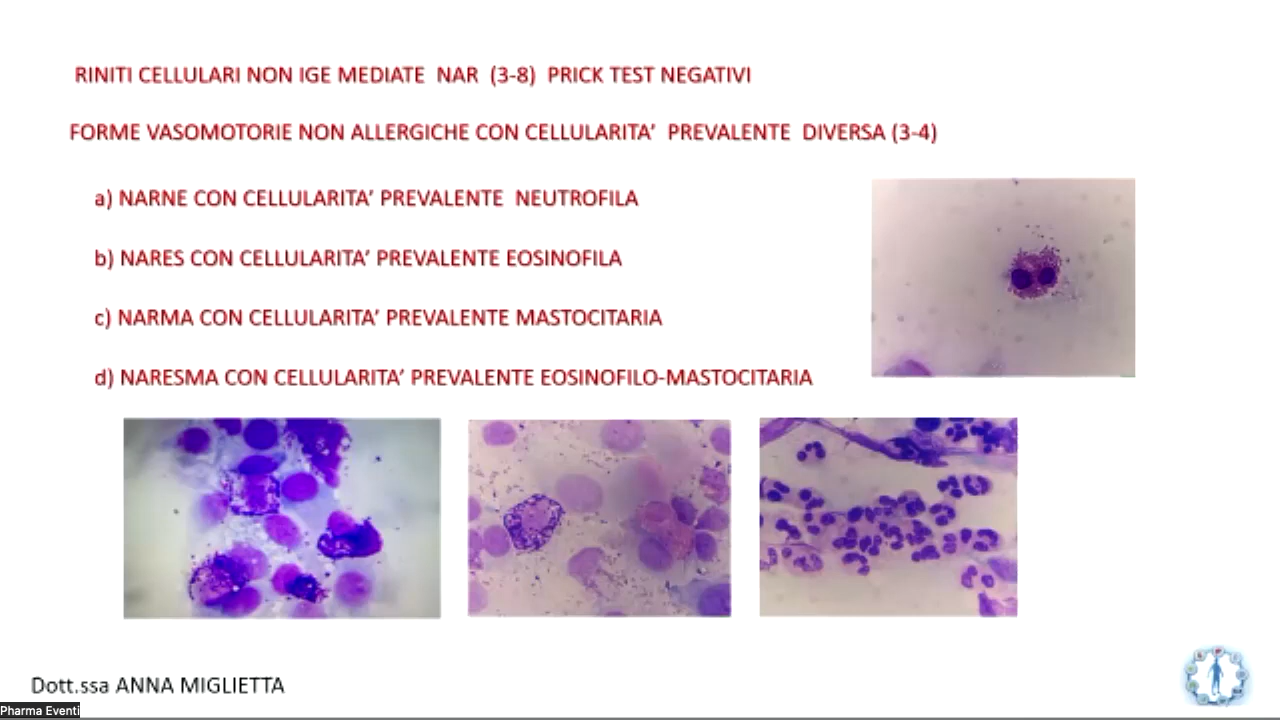 RINITI CELLULARI NON IGE MEDIATE NAR (3-8) PRICK TEST NEGATIVI
FORME VASOMOTORIE NON ALLERGICHE CON CELLULARITA' PREVALENTE DIVERSA (3-4)
a) NARNE CON CELLULARITA' PREVALENTE NEUTROFILA
b) NARES CON CELLULARITA' PREVALENTE EOSINOFILA
c) NARMA CON CELLULARITA' PREVALENTE MASTOCITARIA
d) NARESMA CON CELLULARITA' PREVALENTE EOSINOFILO-MASTOCITARIA
Dott.ssa ANNA MIGLIETTA
Pharma Eventi